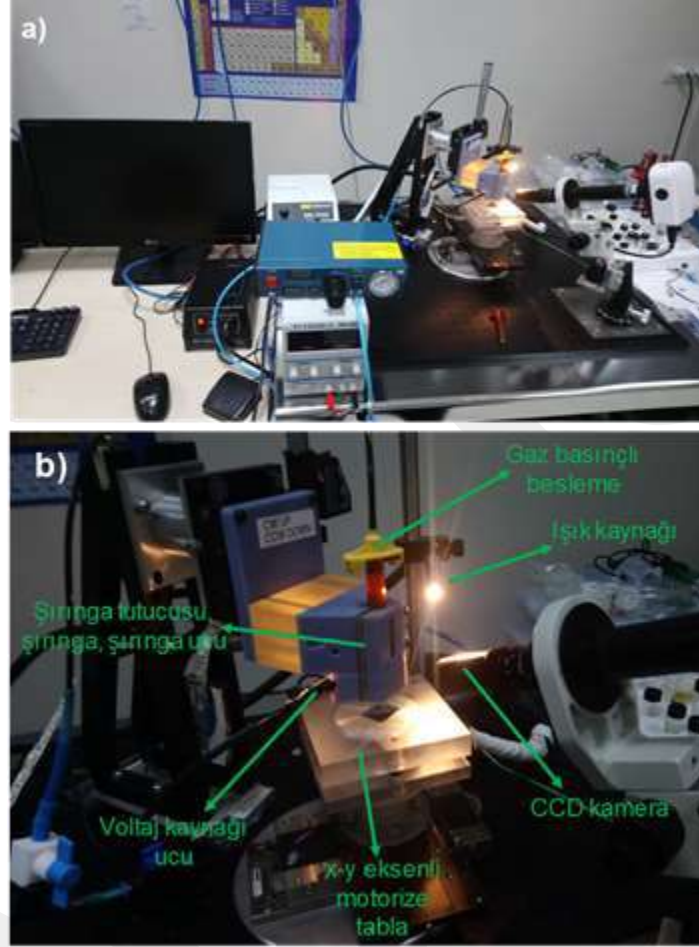 a)
b)
Gaz basınçlı
besleme
Işık kaynağı
Şırınga tutucusu,
şırınga, şırınga ucu
Voltaj kaynağı
ucu
CCD kamera
x-y eksenli
motorize
tabla